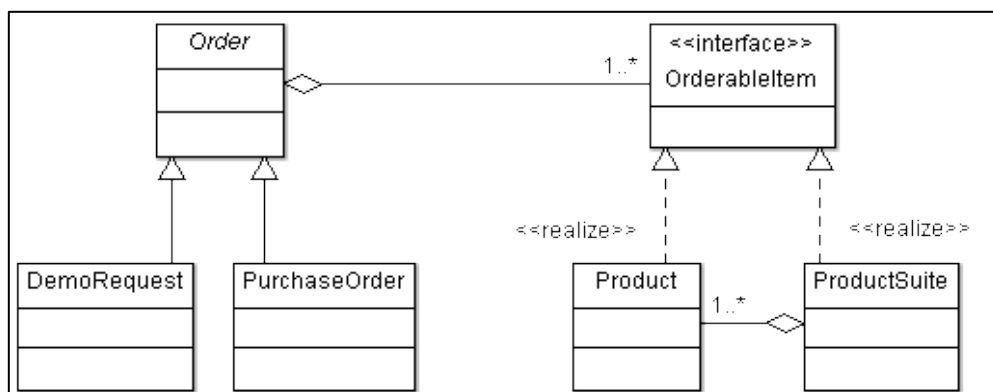 Order
<<interface>>
OrderableItem
1..*
<<realize>>
<<realize>>
DemoRequest
PurchaseOrder
Product
ProductSuite
1..*